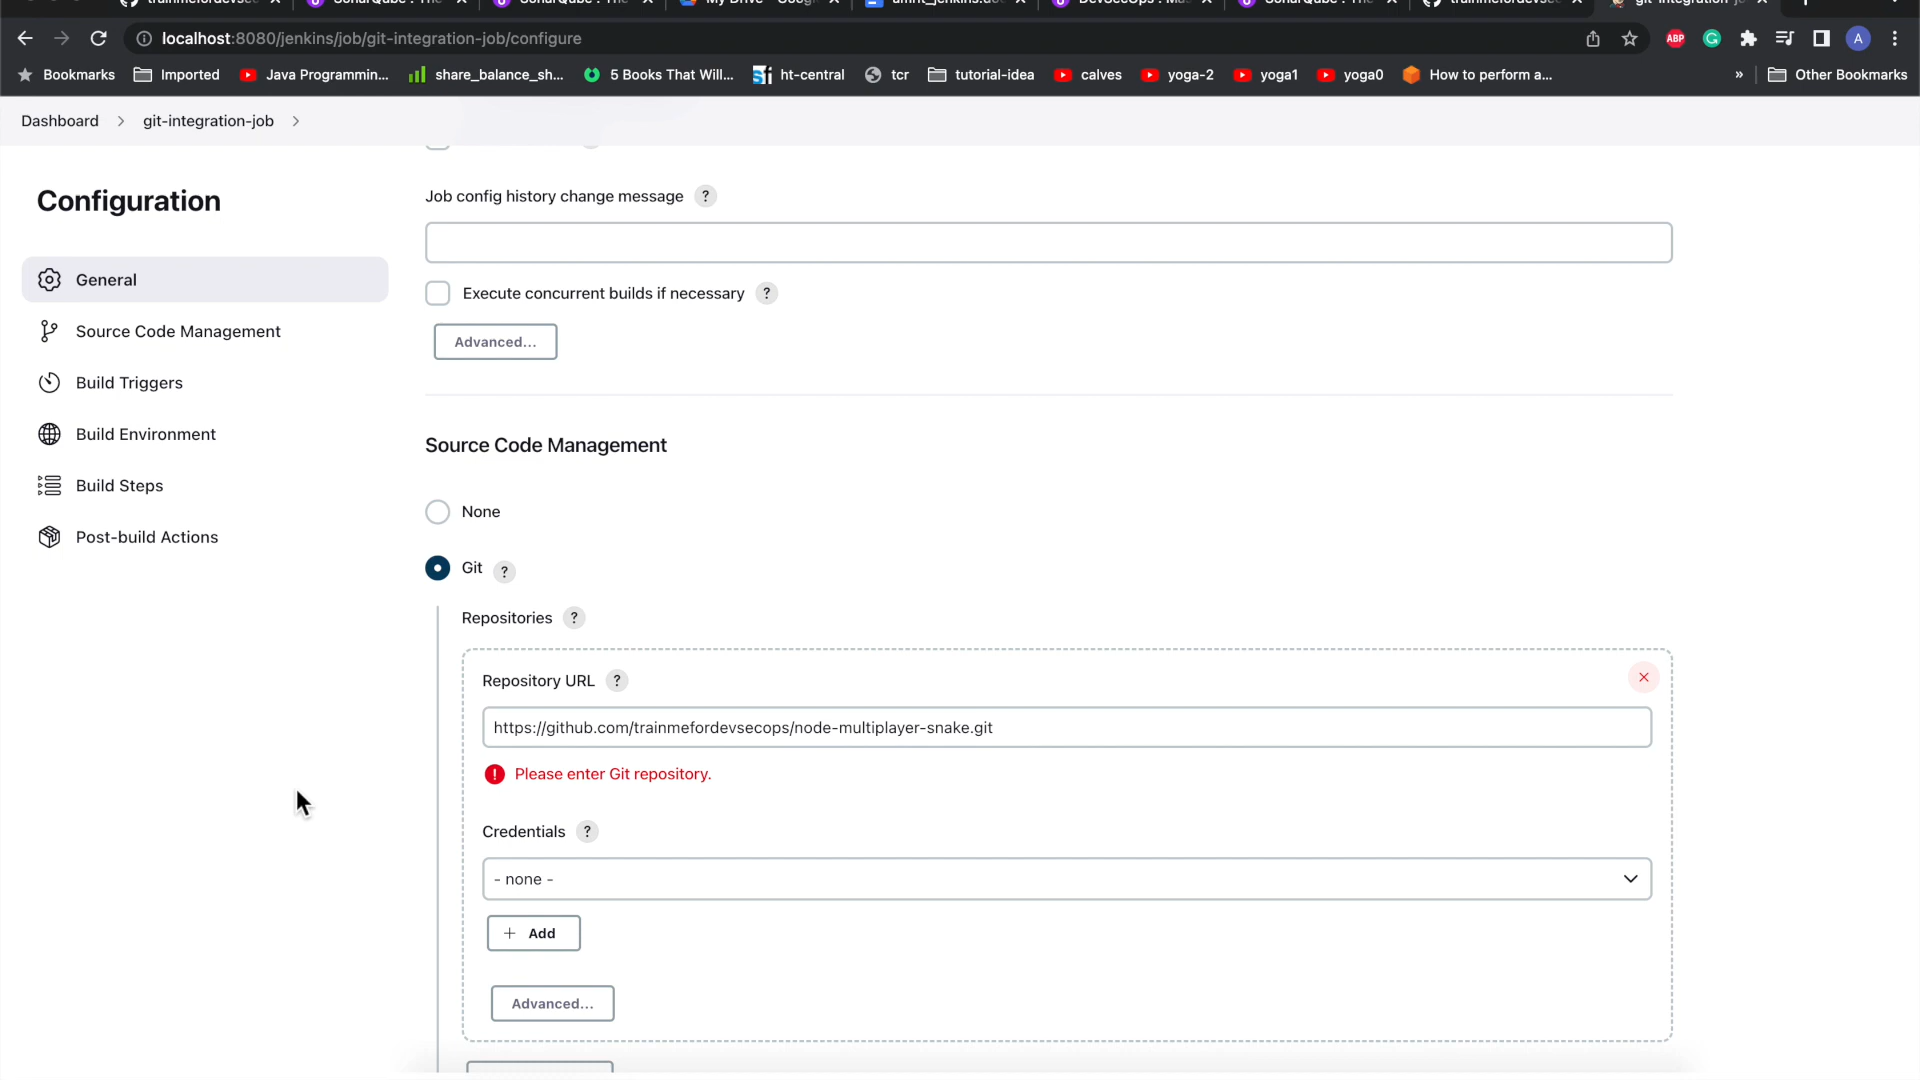 localhost:8080/jenkins/job/git-integration-job/configure
ABP
A
Bookmarks
Imported
Java Programmin...
share_balance_sh...
5 Books That Will...
ht-central
tcr
tutorial-idea
calves
yoga-2
yoga1
yoga0
How to perform a...
»
Other Bookmarks
Dashboard > git-integration-job >
Configuration
General
Source Code Management
Build Triggers
Build Environment
Build Steps
Post-build Actions
Job config history change message ?
Execute concurrent builds if necessary ?
Advanced...
Source Code Management
None
Git ?
Repositories ?
Repository URL ?
https://github.com/trainmefordevsecops/node-multiplayer-snake.git
Please enter Git repository.
Credentials ?
- none -
+ Add
Advanced...